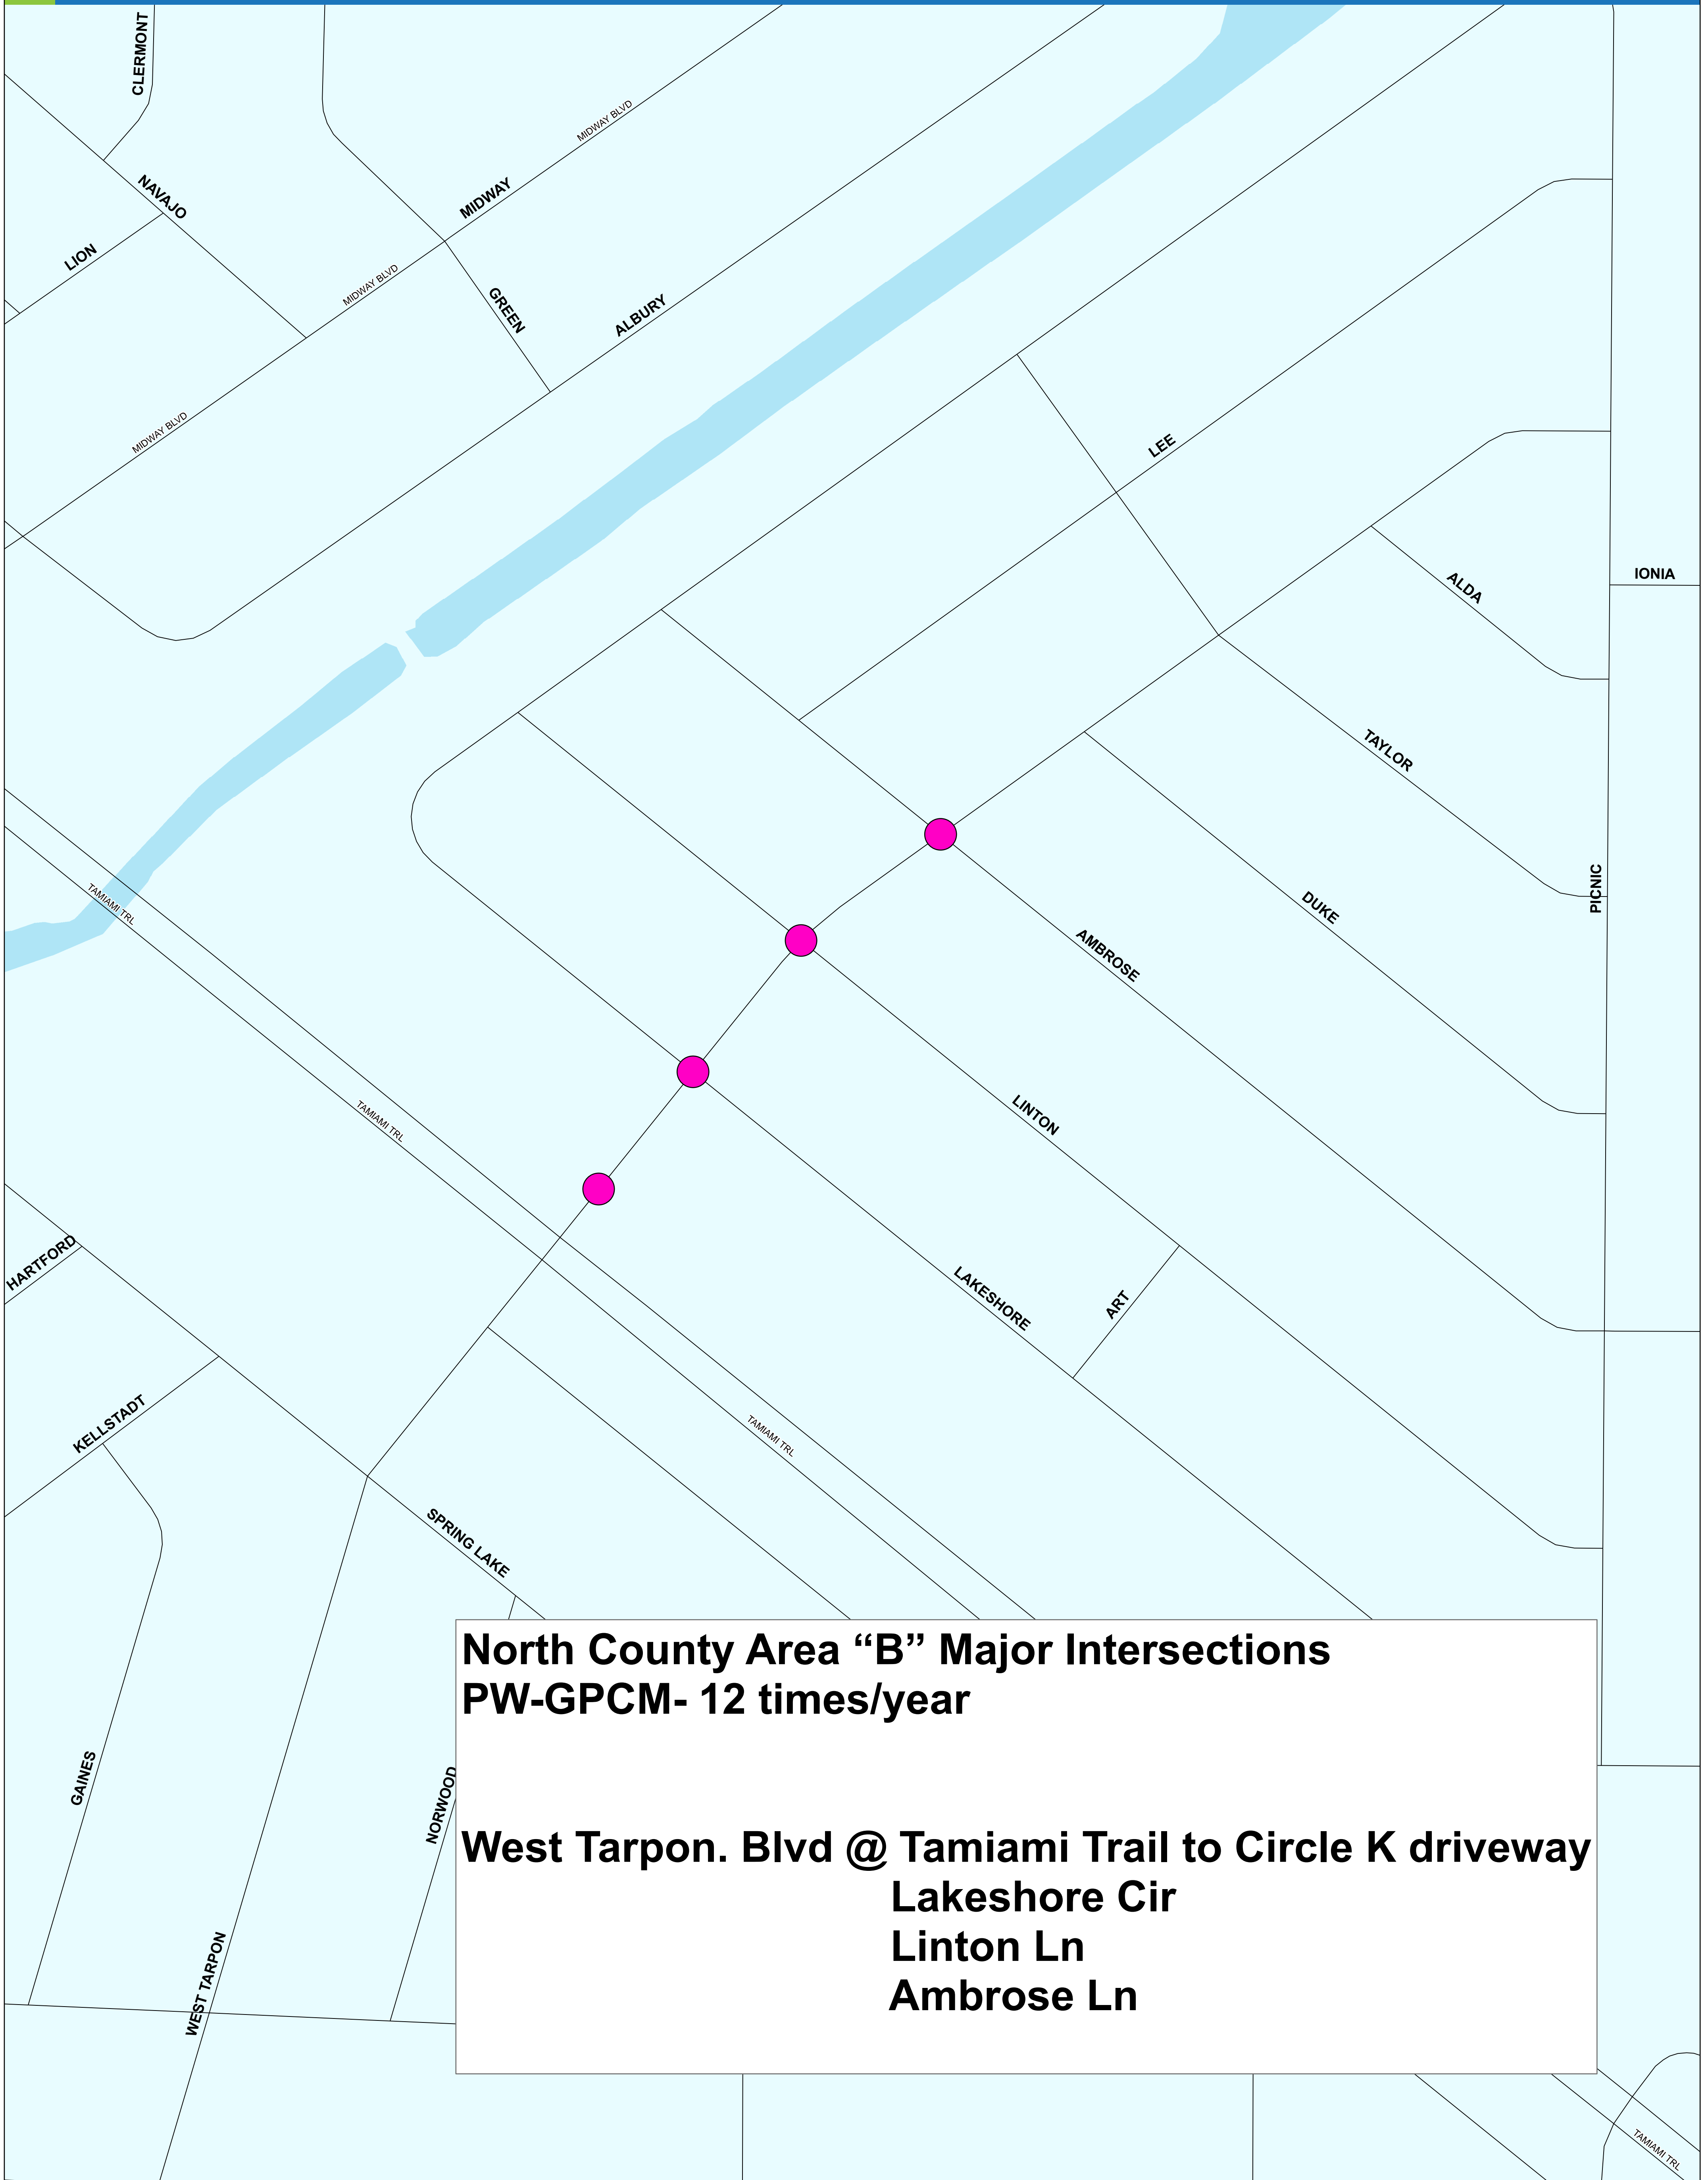 CLERMONT
MIDWAY BLVD
NAVAJO
MIDWAY
LION
MIDWAY BLVD
GREEN
ALBURY
MIDWAY BLVD
LEE
IONIA
ALDA
TAYLOR
PICNIC
TAMIAMI TRL
DUKE
AMBROSE
TAMIAMI TRL
LINTON
HARTFORD
LAKESHORE
ART
KELLSTADT
TAMIAMI TRL
SPRING LAKE
North County Area “B” Major Intersections
PW-GPCM- 12 times/year
GAINES
NORWOOD
West Tarpon. Blvd @ Tamiami Trail to Circle K driveway
Lakeshore Cir
Linton Ln
Ambrose Ln
WEST TARPON
TAMIAMI TRL